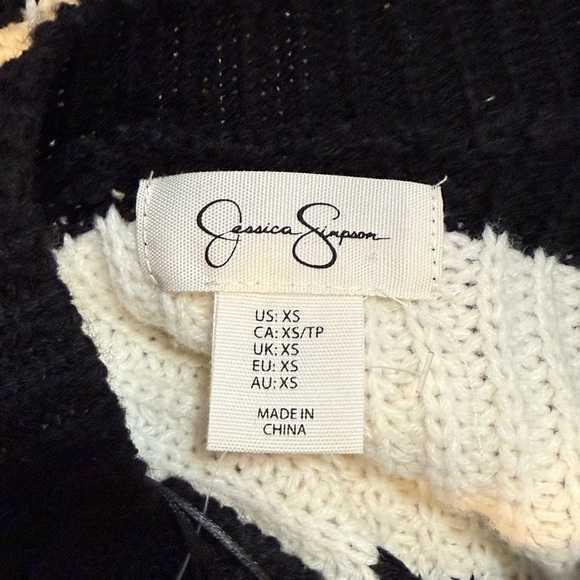 Jessica Simpson
US: XS
CA: XS/TP
UK: XS
EU: XS
AU: XS
MADE IN
CHINA